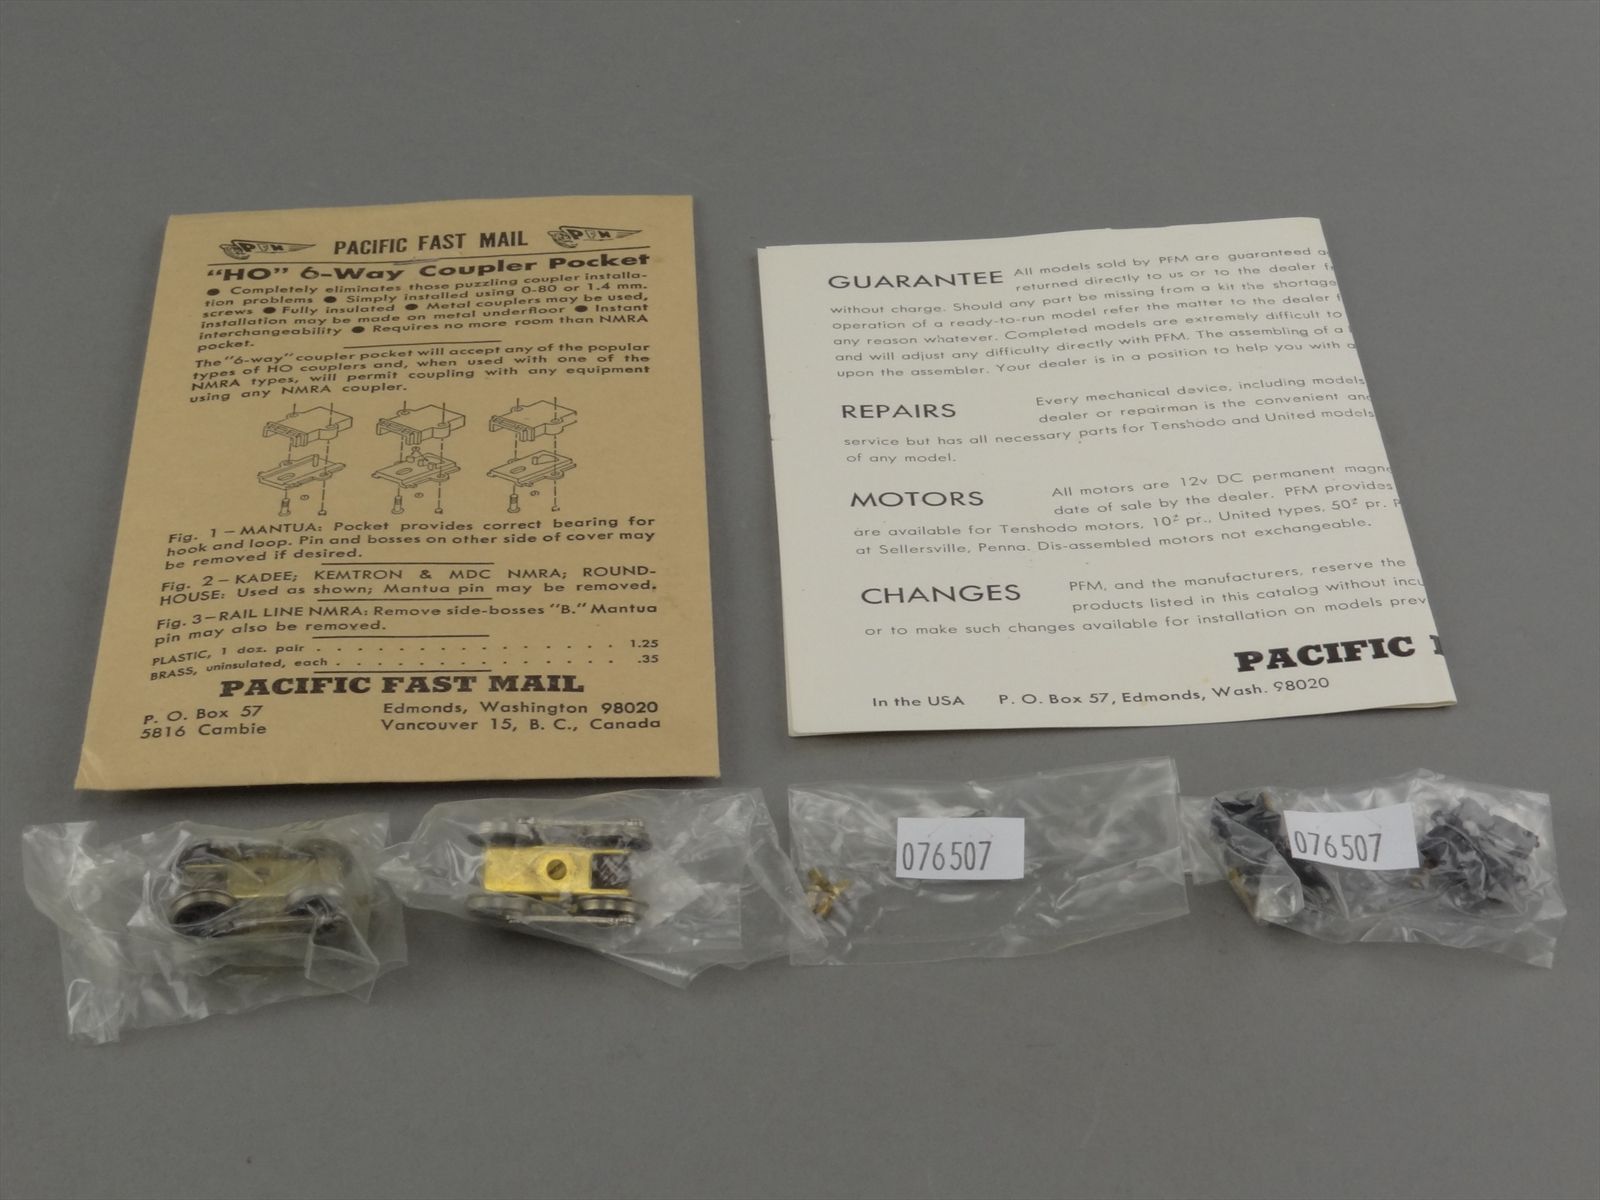 PFM PACIFIC FAST MAIL PFM
“HO” 6-Way Coupler Pocket
● Completely eliminates those puzzling coupler installa-
tion problems ● Simply installed using 0-80 or 1.4 mm.
screws ● Fully insulated ● Metal couplers may be used,
installation may be made on metal underfloor ● Instant
interchangeability ● Requires no more room than NMRA
pocket.
The "6-way" coupler pocket will accept any of the popular
types of HO couplers and, when used with one of the
NMRA types, will permit coupling with any equipment
using any NMRA coupler.
Fig. 1 – MANTUA: Pocket provides correct bearing for
hook and loop. Pin and bosses on other side of cover may
be removed if desired.
Fig. 2 – KADEE; KEMTRON & MDC NMRA; ROUND-
HOUSE: Used as shown; Mantua pin may be removed.
Fig. 3 – RAIL LINE NMRA: Remove side-bosses "B." Mantua
pin may also be removed.
PLASTIC, 1 doz. pair . . . . . . . . . . . . . 1.25
BRASS, uninsulated, each . . . . . . . . . . . . .35
PACIFIC FAST MAIL
P. O. Box 57 Edmonds, Washington 98020
5816 Cambie Vancouver 15, B. C., Canada
GUARANTEE All models sold by PFM are guaranteed
returned directly to us or to the dealer
without charge. Should any part be missing from a kit the shortage
operation of a ready-to-run model refer the matter to the dealer
any reason whatever. Completed models are extremely difficult to
and will adjust any difficulty directly with PFM. The assembling of a
upon the assembler. Your dealer is in a position to help you with
REPAIRS Every mechanical device, including models
dealer or repairman is the convenient
service but has all necessary parts for Tenshodo and United models
of any model.
MOTORS All motors are 12v DC permanent
date of sale by the dealer. PFM provides
are available for Tenshodo motors, 10¢ pr., United types, 50¢ pr.
at Sellersville, Penna. Dis-assembled motors not exchangeable.
CHANGES PFM, and the manufacturers, reserve the
products listed in this catalog without
or to make such changes available for installation on models
PACIFIC
In the USA P. O. Box 57, Edmonds, Wash. 98020
076507
076507